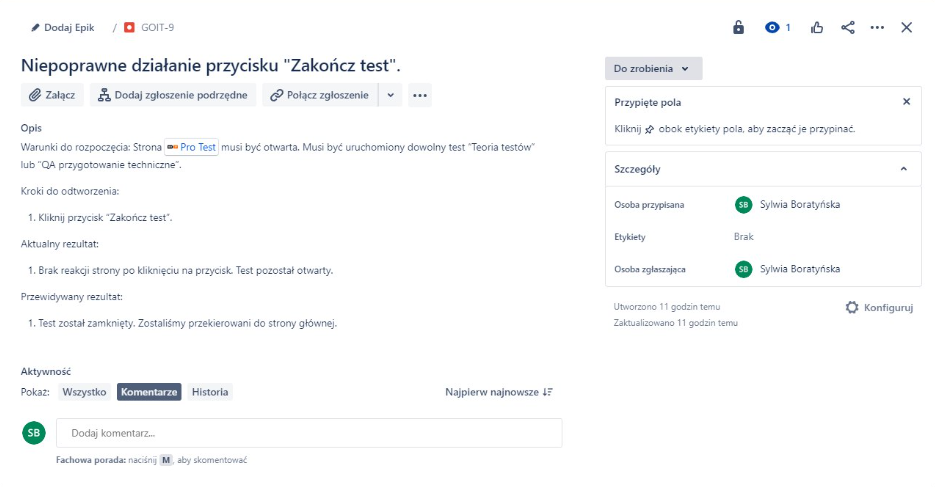 Dodaj Epik / GOIT-9
1
Niepoprawne działanie przycisku "Zakończ test".
Załącz Dodaj zgłoszenie podrzędne Połącz zgłoszenie
Opis
Warunki do rozpoczęcia: Strona Pro Test musi być otwarta. Musi być uruchomiony dowolny test "Teoria testów"
lub "QA przygotowanie techniczne".
Kroki do odtworzenia:
1. Kliknij przycisk "Zakończ test".
Aktualny rezultat:
1. Brak reakcji strony po kliknięciu na przycisk. Test pozostał otwarty.
Przewidywany rezultat:
1. Test został zamknięty. Zostaliśmy przekierowani do strony głównej.
Aktywność
Pokaż: Wszystko Komentarze Historia Najpierw najnowsze
SB Dodaj komentarz...
Fachowa porada: naciśnij M, aby skomentować
Do zrobienia
Przypięte pola
Kliknij obok etykiety pola, aby zacząć je przypinać.
Szczegóły
Osoba przypisana SB Sylwia Boratyńska
Etykiety Brak
Osoba zgłaszająca SB Sylwia Boratyńska
Utworzono 11 godzin temu Konfiguruj
Zaktualizowano 11 godzin temu